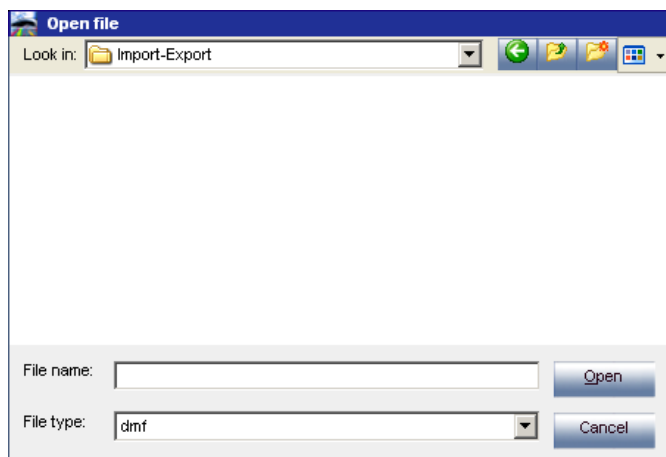 Open file
Look in: Import-Export
File name:
Open
File type: dmf
Cancel